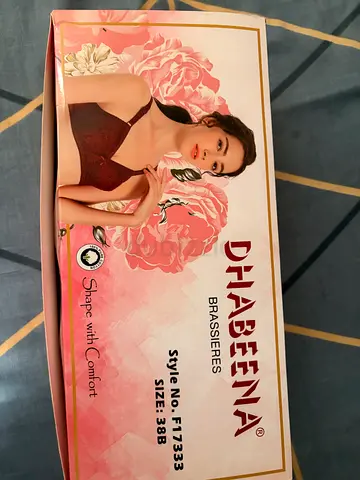 DHABEENA®
BRASSIERES
Style No. F17333
SIZE: 38B
Shape with Comfort